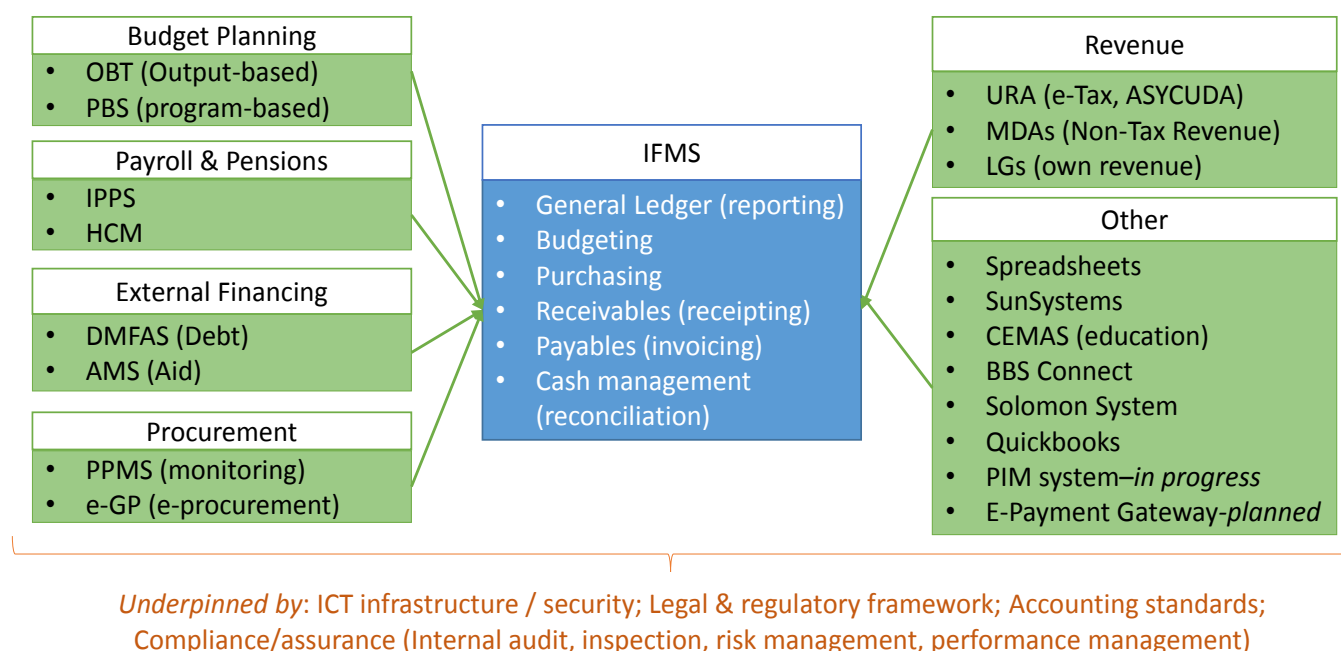 Budget Planning
• OBT (Output-based)
• PBS (program-based)
Payroll & Pensions
• IPPS
• HCM
External Financing
• DMFAS (Debt)
• AMS (Aid)
Procurement
• PPMS (monitoring)
• e-GP (e-procurement)
IFMS
• General Ledger (reporting)
• Budgeting
• Purchasing
• Receivables (receipting)
• Payables (invoicing)
• Cash management
(reconciliation)
Revenue
• URA (e-Tax, ASYCUDA)
• MDAs (Non-Tax Revenue)
• LGs (own revenue)
Other
• Spreadsheets
• SunSystems
• CEMAS (education)
• BBS Connect
• Solomon System
• Quickbooks
• PIM system–in progress
• E-Payment Gateway-planned
Underpinned by: ICT infrastructure / security; Legal & regulatory framework; Accounting standards;
Compliance/assurance (Internal audit, inspection, risk management, performance management)